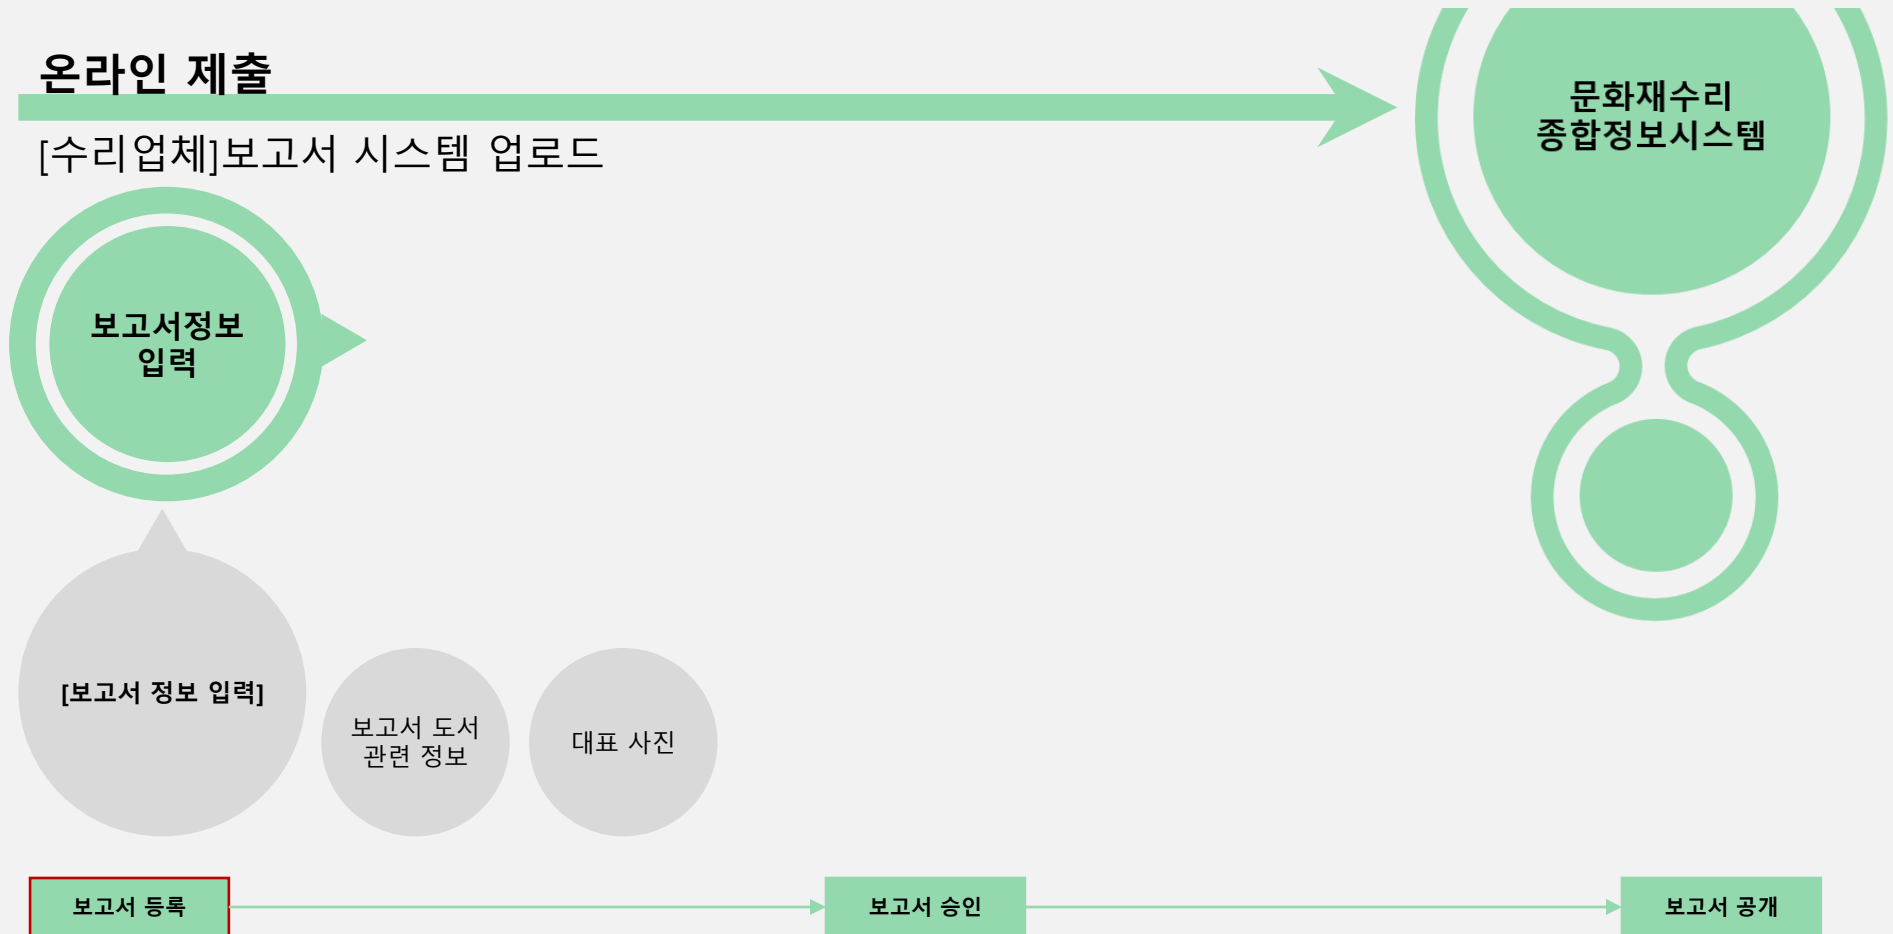 온라인 제출
[수리업체]보고서 시스템 업로드
문화재수리
종합정보시스템
보고서정보
입력
[보고서 정보 입력]
보고서 도서
관련 정보
대표 사진
보고서 등록
보고서 승인
보고서 공개